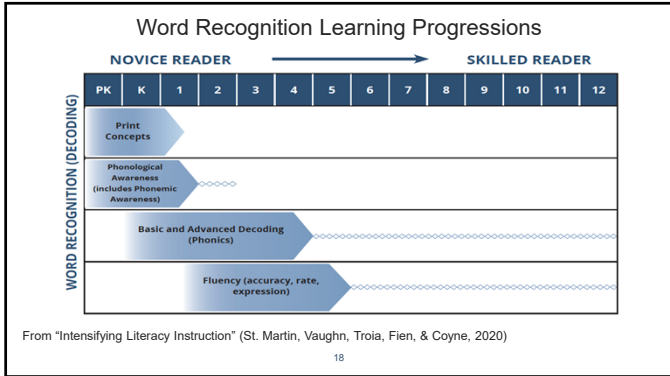 Word Recognition Learning Progressions
NOVICE READER SKILLED READER
PK K 1 2 3 4 5 6 7 8 9 10 11 12
WORD RECOGNITION (DECODING)
Print
Concepts
Phonological
Awareness
(includes Phonemic
Awareness)
Basic and Advanced Decoding
(Phonics)
Fluency (accuracy, rate,
expression)
From “Intensifying Literacy Instruction” (St. Martin, Vaughn, Troia, Fien, & Coyne, 2020)
18